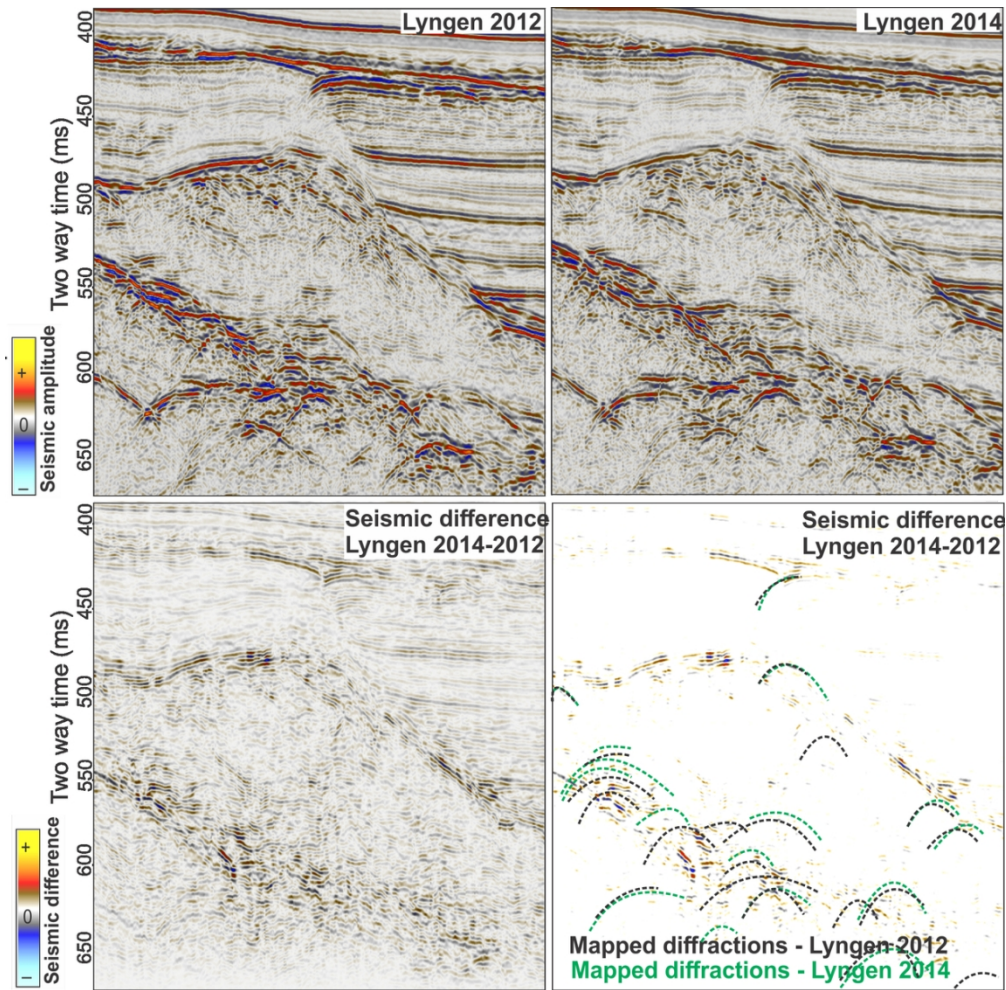 Lyngen 2012
Lyngen 2014
400
450
500
550
600
650
Two way time (ms)
+
0
–
Seismic amplitude
Seismic difference
Lyngen 2014-2012
Seismic difference
Lyngen 2014-2012
400
450
500
550
600
650
Two way time (ms)
+
0
–
Seismic difference
Mapped diffractions - Lyngen 2012
Mapped diffractions - Lyngen 2014